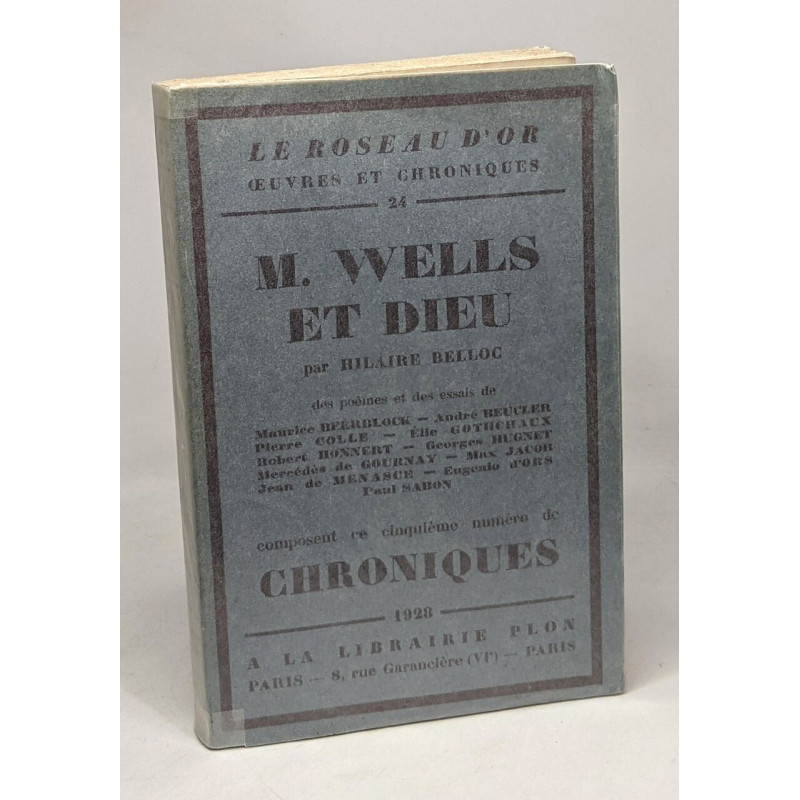 LE ROSEAU D'OR
ŒUVRES ET CHRONIQUES
24
M. WELLS
ET DIEU
par HILAIRE BELLOC
des poèmes et des essais de
Maurice BEERBLOCK — André BEUCLER
Pierre COLLE — Élie GOTHCHAUX
Robert HONNERT — Georges HUGNET
Mercédès de GOURNAY — Max JACOB
Jean de MENASCE — Eugenio d'ORS
Paul SABON
composent ce cinquième numéro de
CHRONIQUES
1928
A LA LIBRAIRIE PLON
PARIS — 8, rue Garancière (VIᵉ) — PARIS